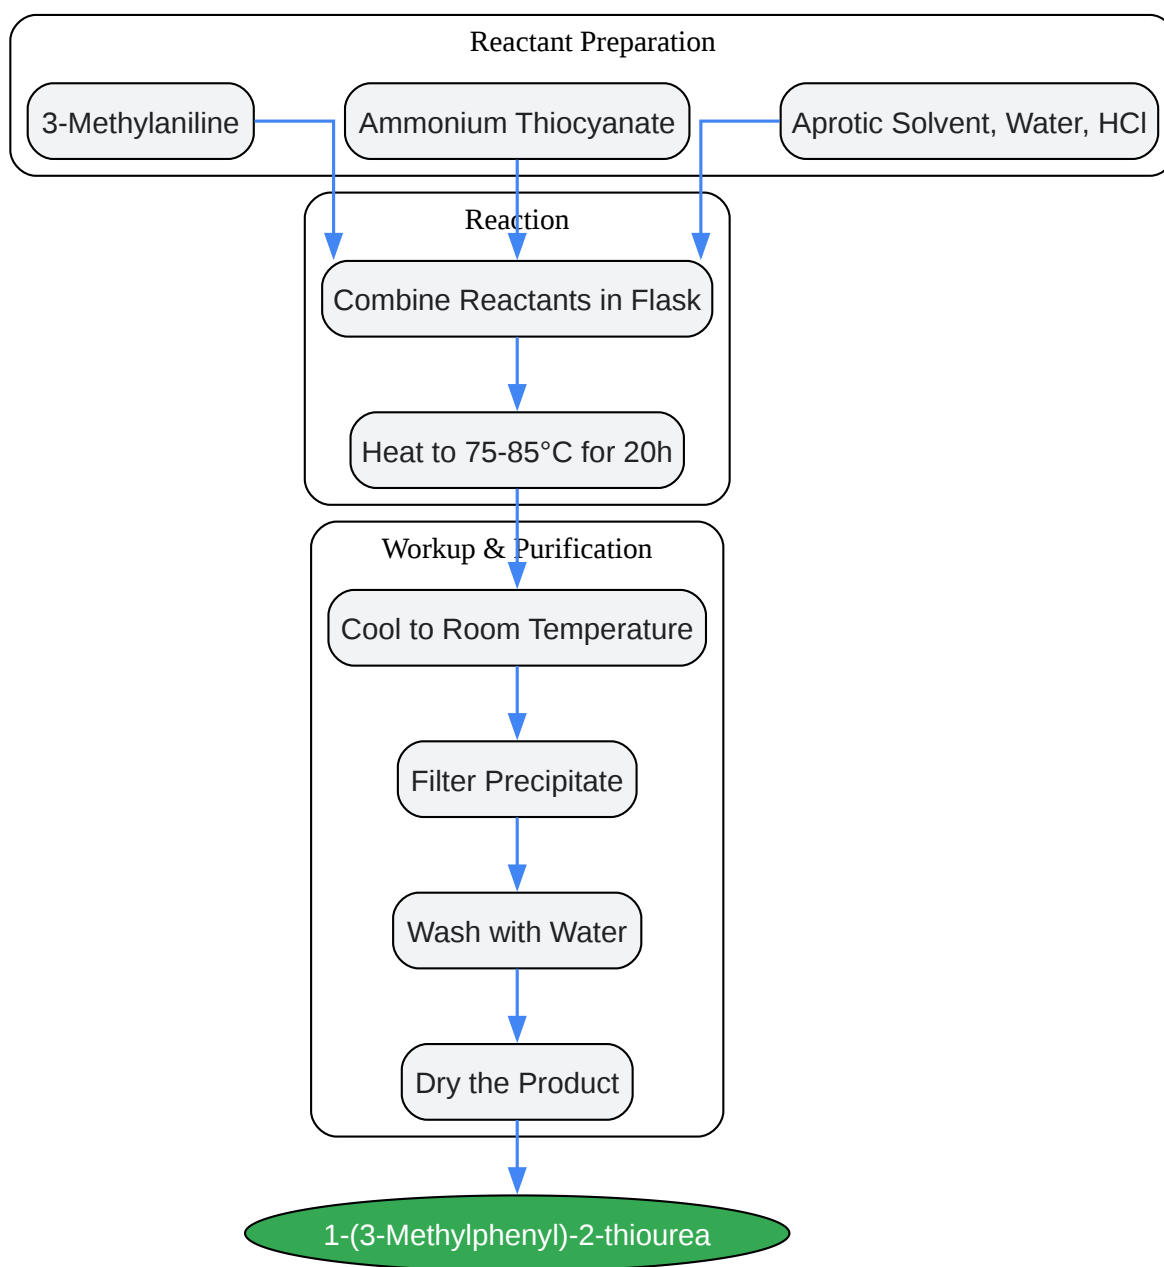 Reactant Preparation
3-Methylaniline
Ammonium Thiocyanate
Aprotic Solvent, Water, HCl
Reaction
Combine Reactants in Flask
Heat to 75-85°C for 20h
Workup & Purification
Cool to Room Temperature
Filter Precipitate
Wash with Water
Dry the Product
1-(3-Methylphenyl)-2-thiourea